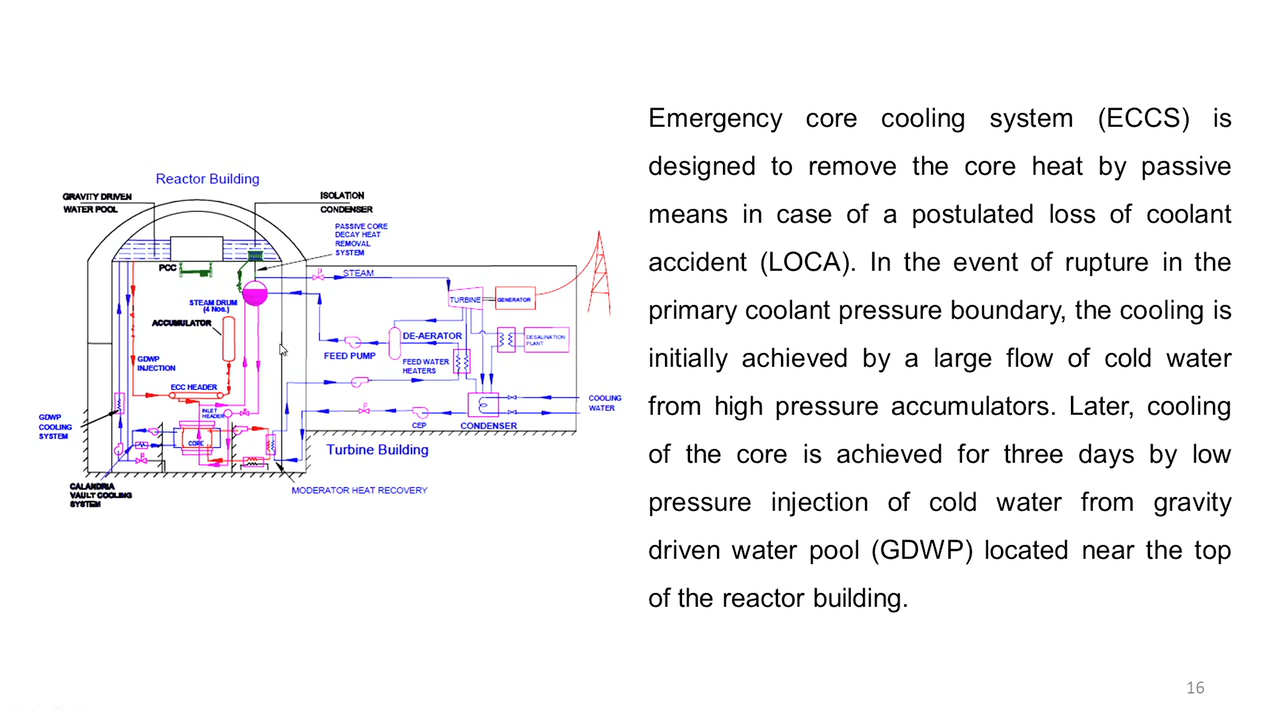 Reactor Building
GRAVITY DRIVEN
WATER POOL
ISOLATION
CONDENSER
PASSIVE CORE
DECAY HEAT
REMOVAL
SYSTEM
PCC
STEAM
STEAM DRUM
(4 Nos.)
TURBINE
GENERATOR
ACCUMULATOR
DE-AERATOR
DESALINATION
PLANT
FEED PUMP
GDWP
INJECTION
FEED WATER
HEATERS
ECC HEADER
COOLING
WATER
INLET
HEADER
GDWP
COOLING
SYSTEM
CEP
CONDENSER
CORE
Turbine Building
CALANDRIA
VAULT COOLING
SYSTEM
MODERATOR HEAT RECOVERY
Emergency core cooling system (ECCS) is
designed to remove the core heat by passive
means in case of a postulated loss of coolant
accident (LOCA). In the event of rupture in the
primary coolant pressure boundary, the cooling is
initially achieved by a large flow of cold water
from high pressure accumulators. Later, cooling
of the core is achieved for three days by low
pressure injection of cold water from gravity
driven water pool (GDWP) located near the top
of the reactor building.
16